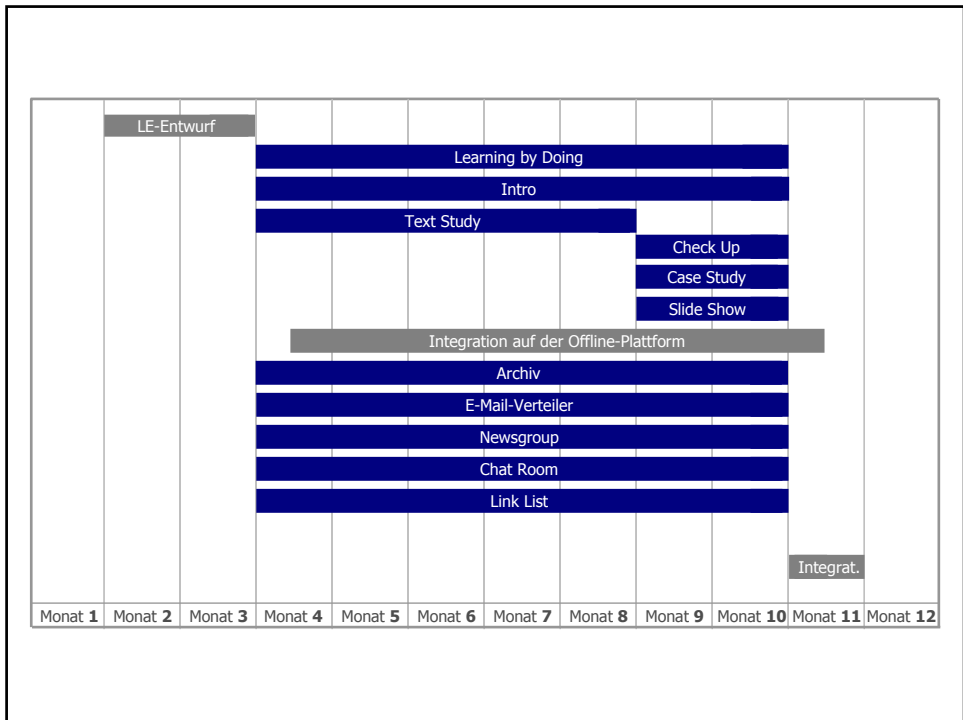 LE-Entwurf
Learning by Doing
Intro
Text Study
Check Up
Case Study
Slide Show
Integration auf der Offline-Plattform
Archiv
E-Mail-Verteiler
Newsgroup
Chat Room
Link List
Integrat.
Monat 1 Monat 2 Monat 3 Monat 4 Monat 5 Monat 6 Monat 7 Monat 8 Monat 9 Monat 10 Monat 11 Monat 12